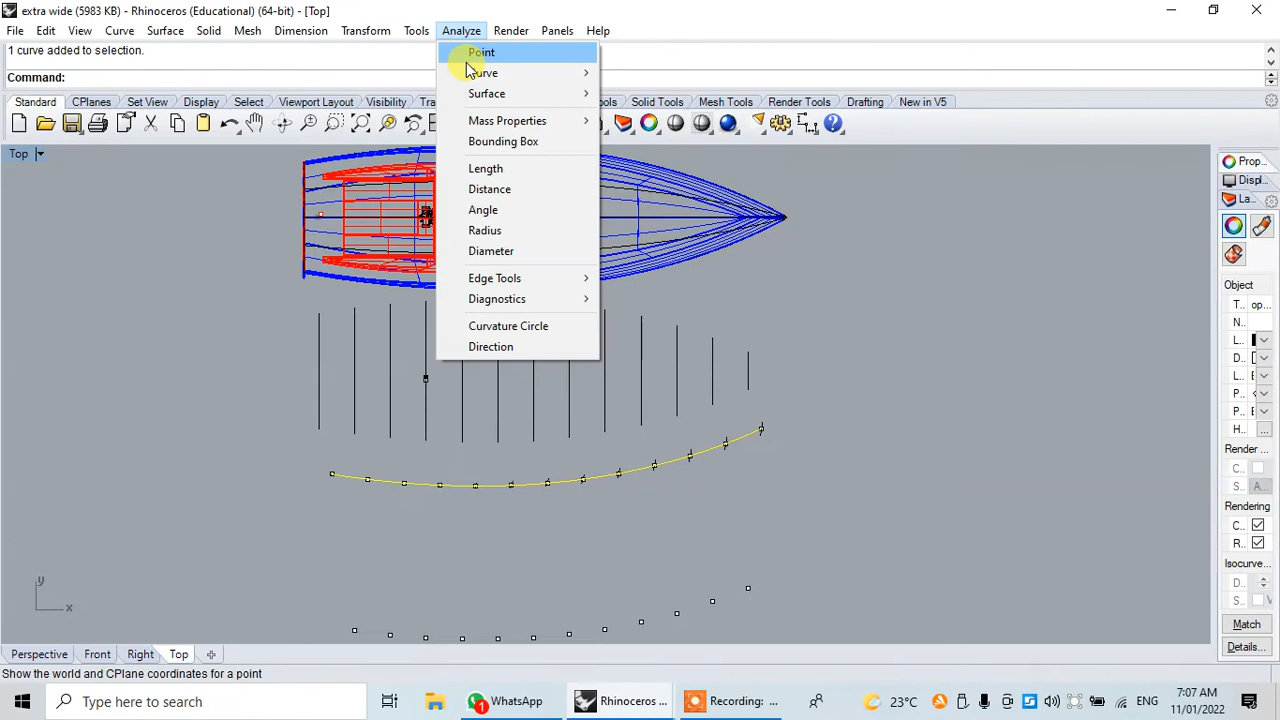 extra wide (5983 KB) - Rhinoceros (Educational) (64-bit) - [Top]
File Edit View Curve Surface Solid Mesh Dimension Transform Tools Analyze Render Panels Help
1 curve added to selection.
Command:
Standard CPlanes Set View Display Select Viewport Layout Visibility Solid Tools Mesh Tools Render Tools Drafting New in V5
Top
Point
Curve
Surface
Mass Properties
Bounding Box
Length
Distance
Angle
Radius
Diameter
Edge Tools
Diagnostics
Curvature Circle
Direction
Prop...
Displ...
La...
Object
T... op...
N...
L...
D...
L...
P...
P...
H... ...
Render
C...
S... A...
Rendering
C...
R...
Isocurve
D...
S...
Match
Details...
y
x
Perspective Front Right Top
Show the world and CPlane coordinates for a point
Type here to search
1 WhatsApp
Rhinoceros ...
Recording: ...
23°C
ENG
7:07 AM
11/01/2022